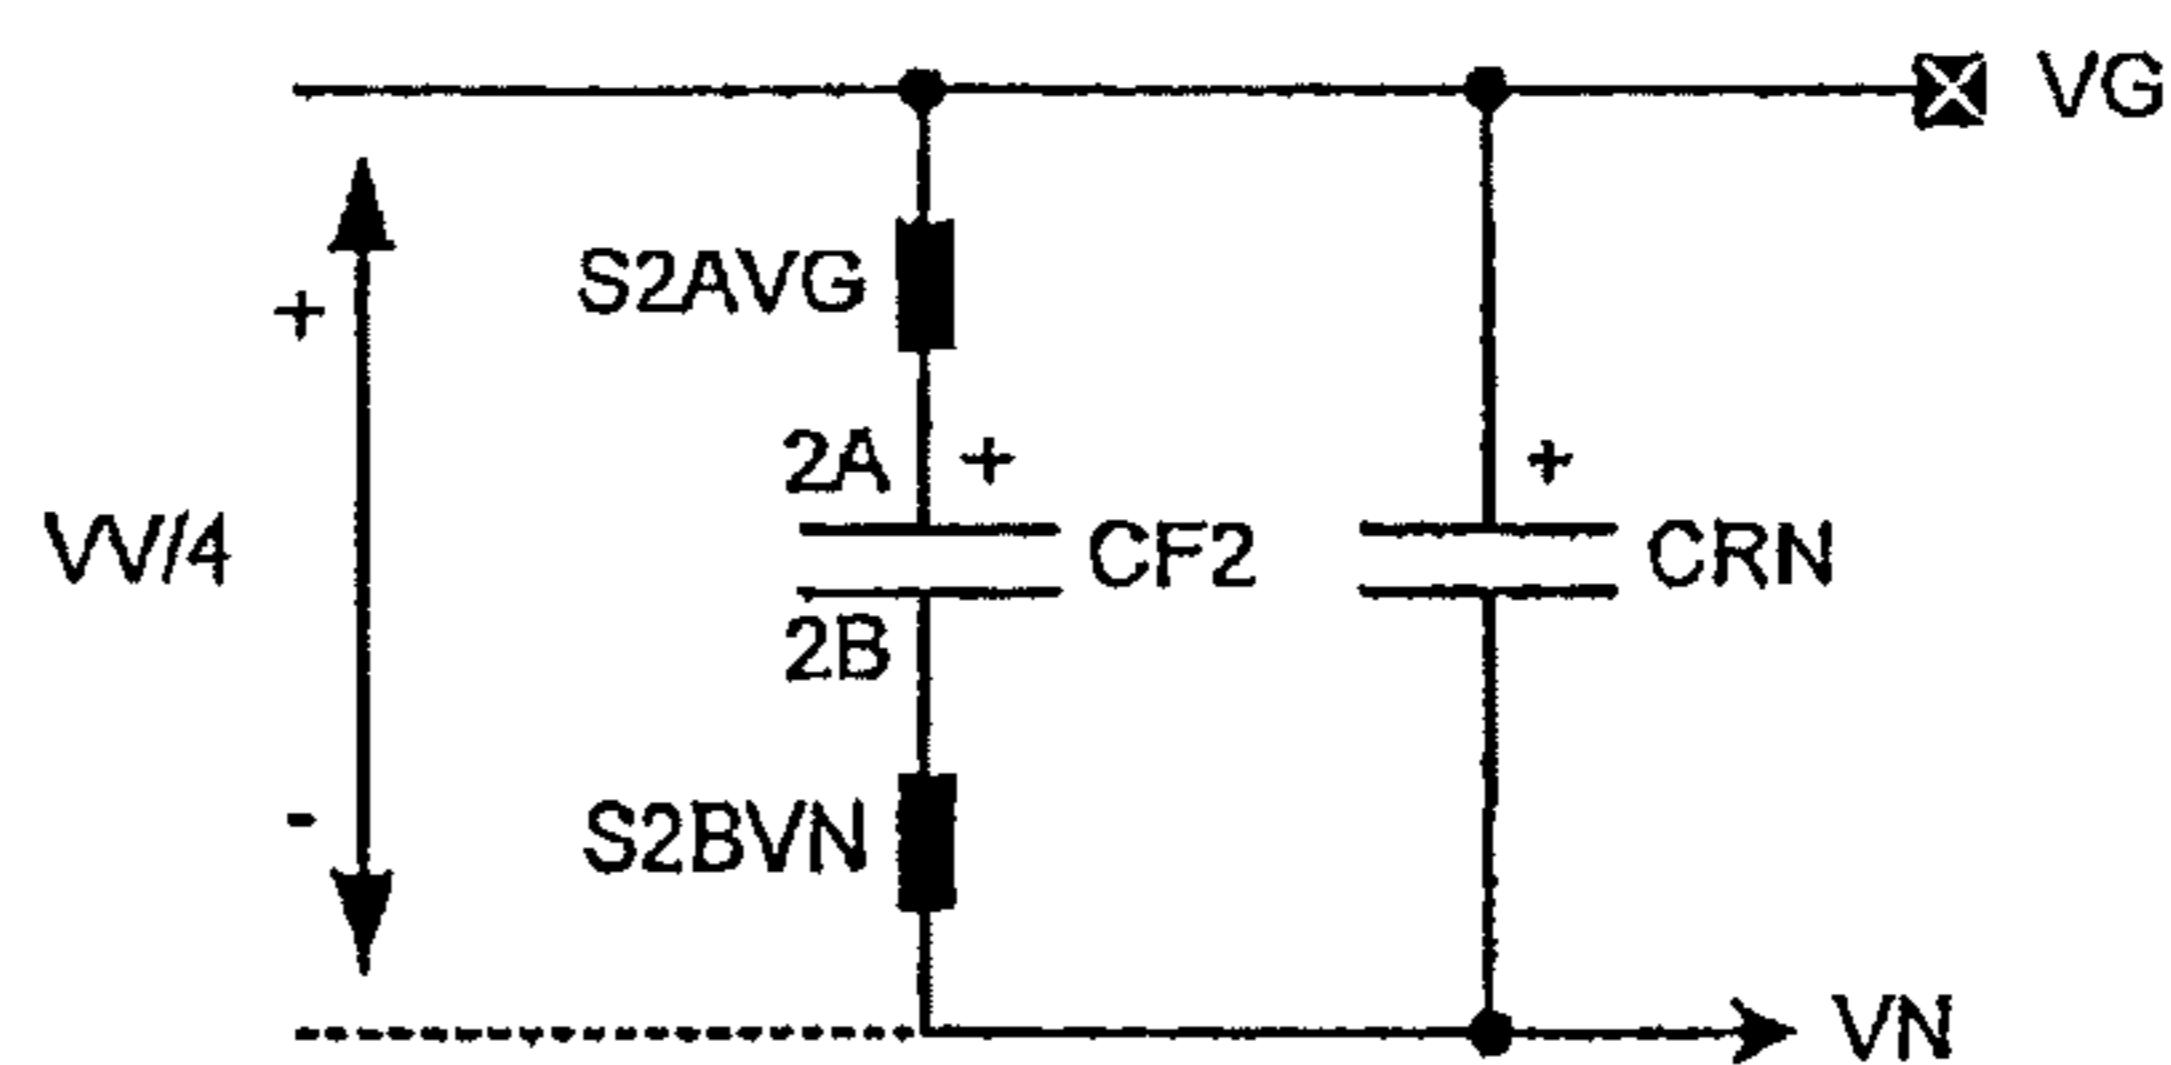 VG
S2AVG
+
2A + +
VV/4 CF2 CRN
2B
-
S2BVN
VN